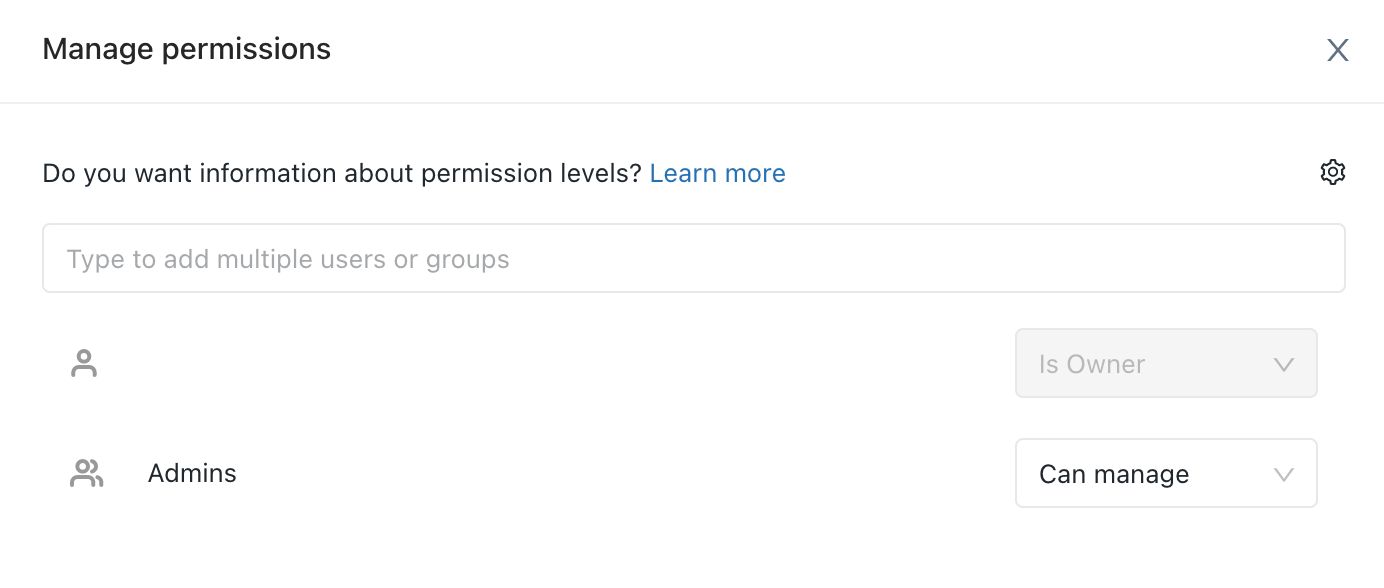 Manage permissions
Do you want information about permission levels? Learn more
Type to add multiple users or groups
Is Owner
Admins Can manage